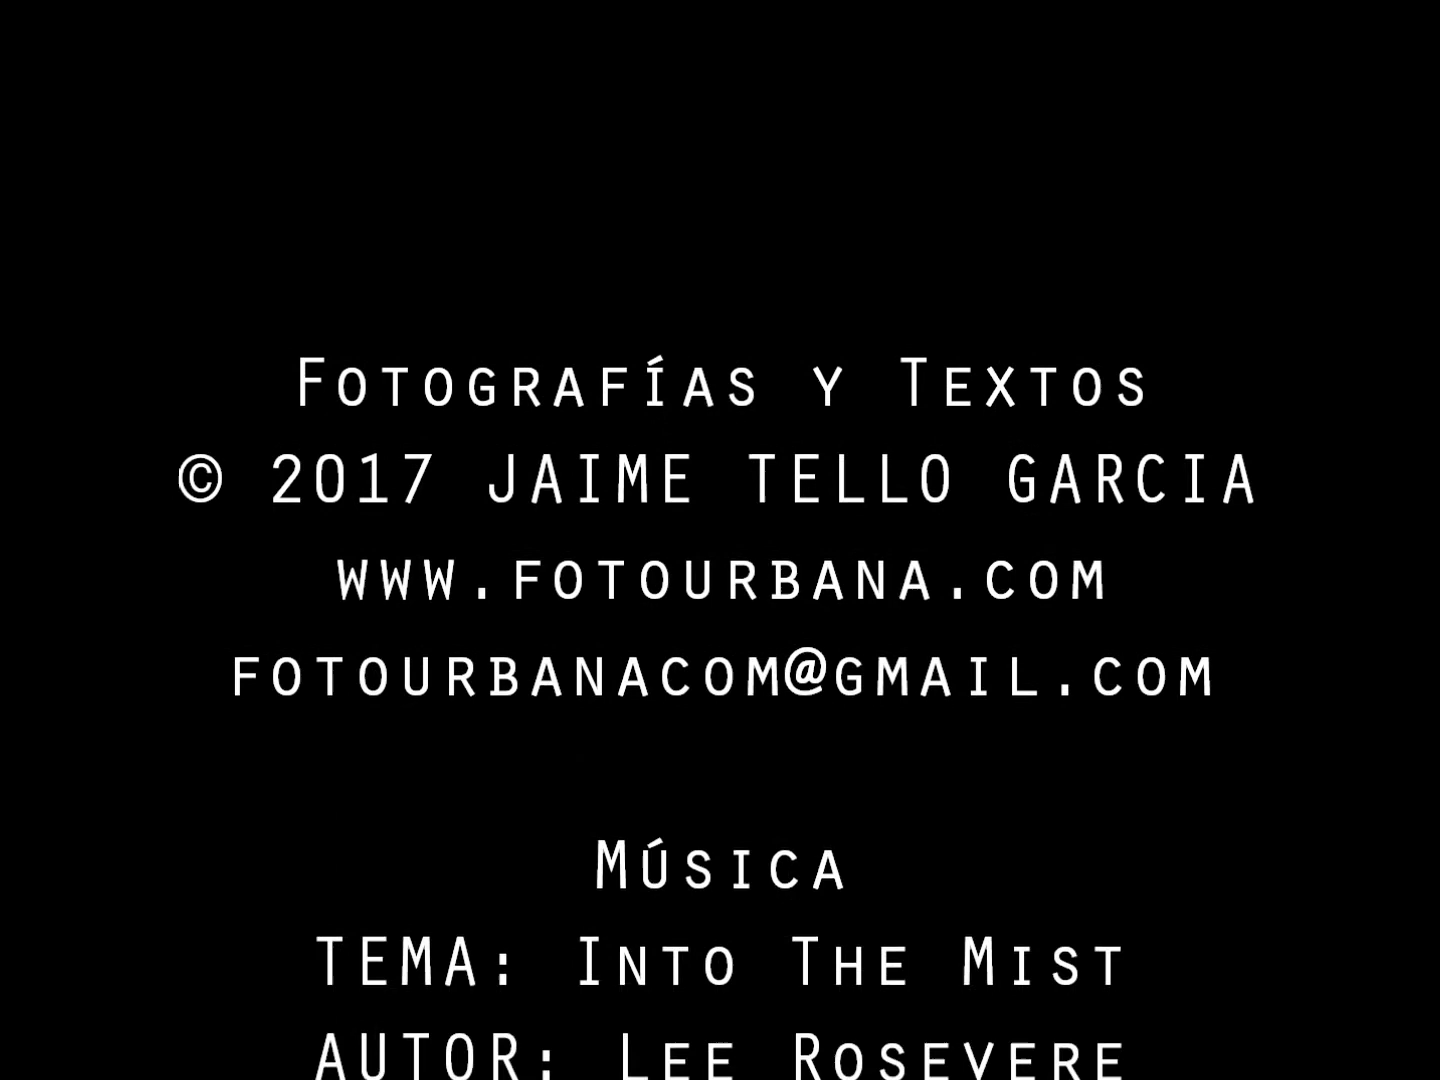 Fotografías y Textos
© 2017 JAIME TELLO GARCIA
www.fotourbana.com
fotourbanacom@gmail.com
Música
TEMA: Into The Mist
AUTOR: Lee Rosevere